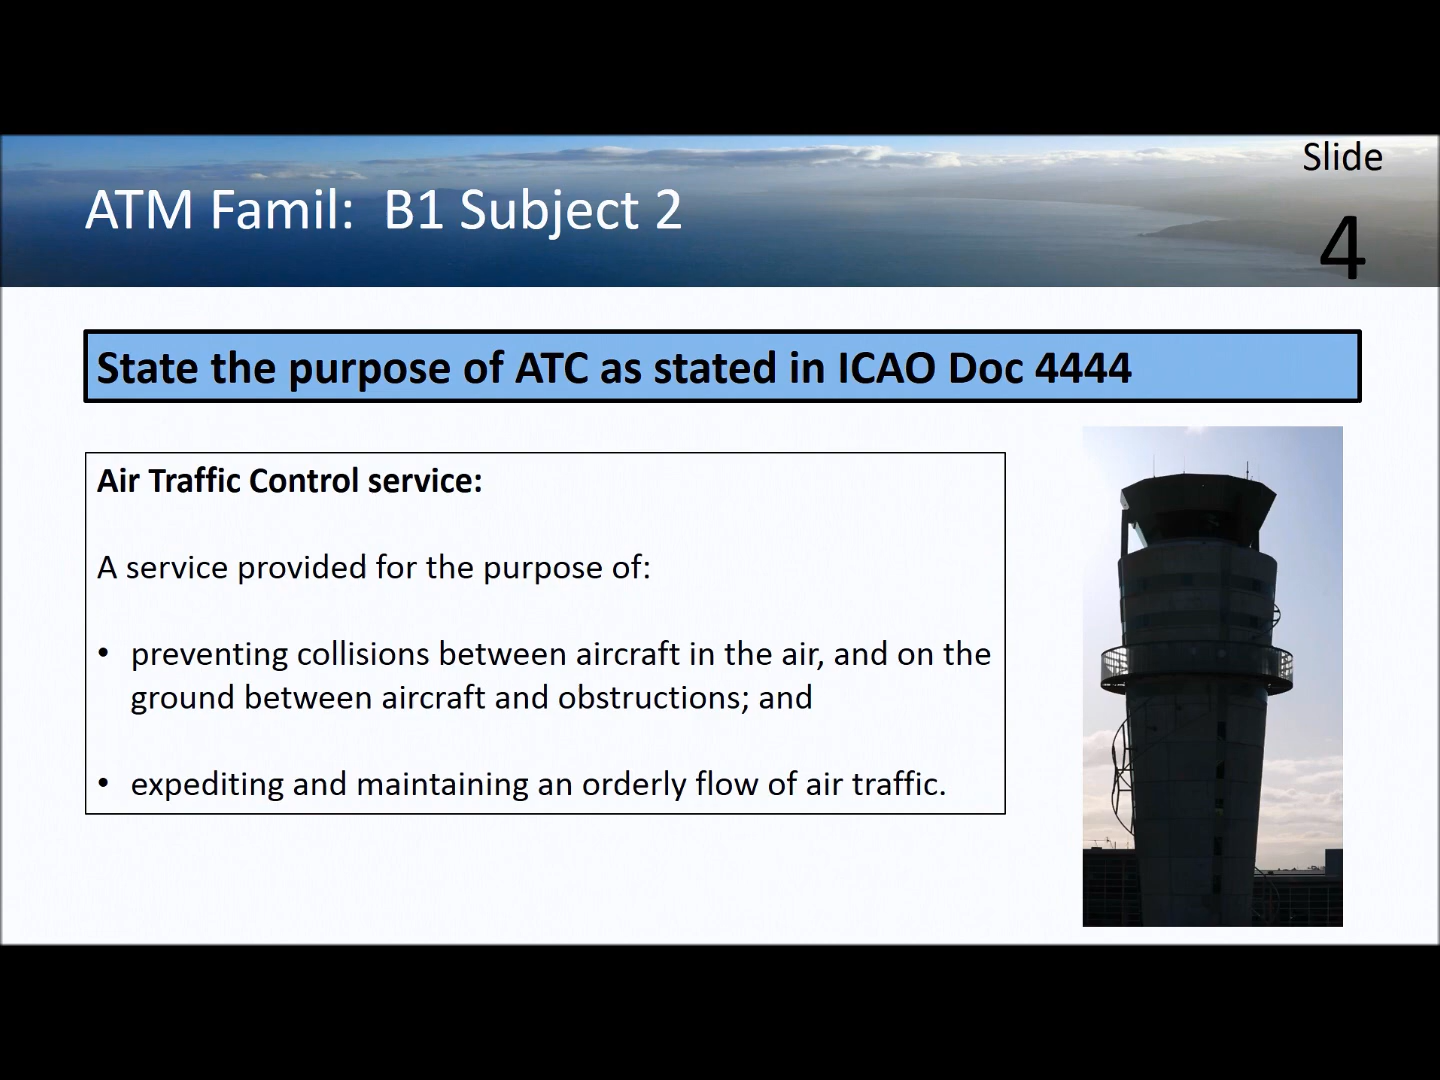 Slide
4
ATM Famil:  B1 Subject 2
State the purpose of ATC as stated in ICAO Doc 4444
Air Traffic Control service:
A service provided for the purpose of:
• preventing collisions between aircraft in the air, and on the
ground between aircraft and obstructions; and
• expediting and maintaining an orderly flow of air traffic.